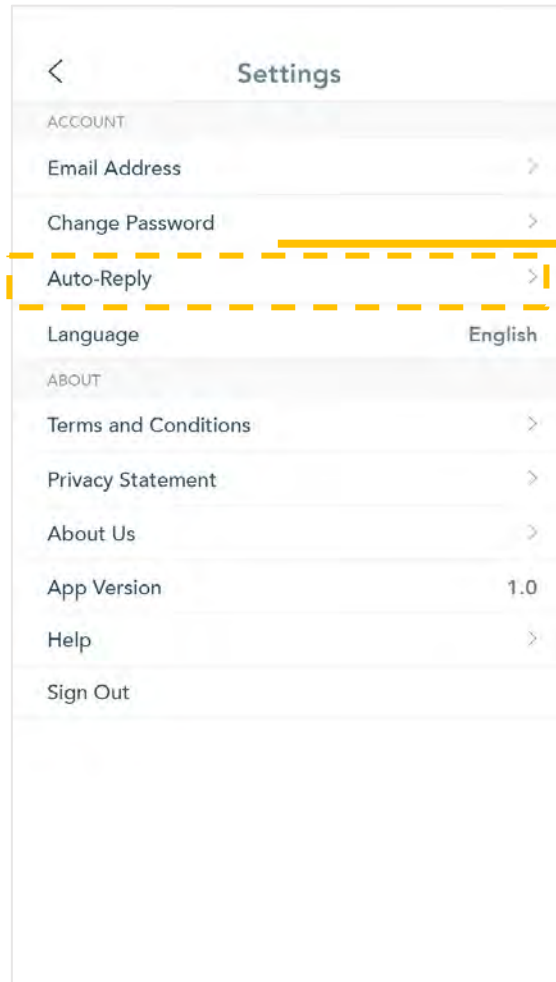 Settings
ACCOUNT
Email Address
Change Password
Auto-Reply
Language English
ABOUT
Terms and Conditions
Privacy Statement
About Us
App Version 1.0
Help
Sign Out